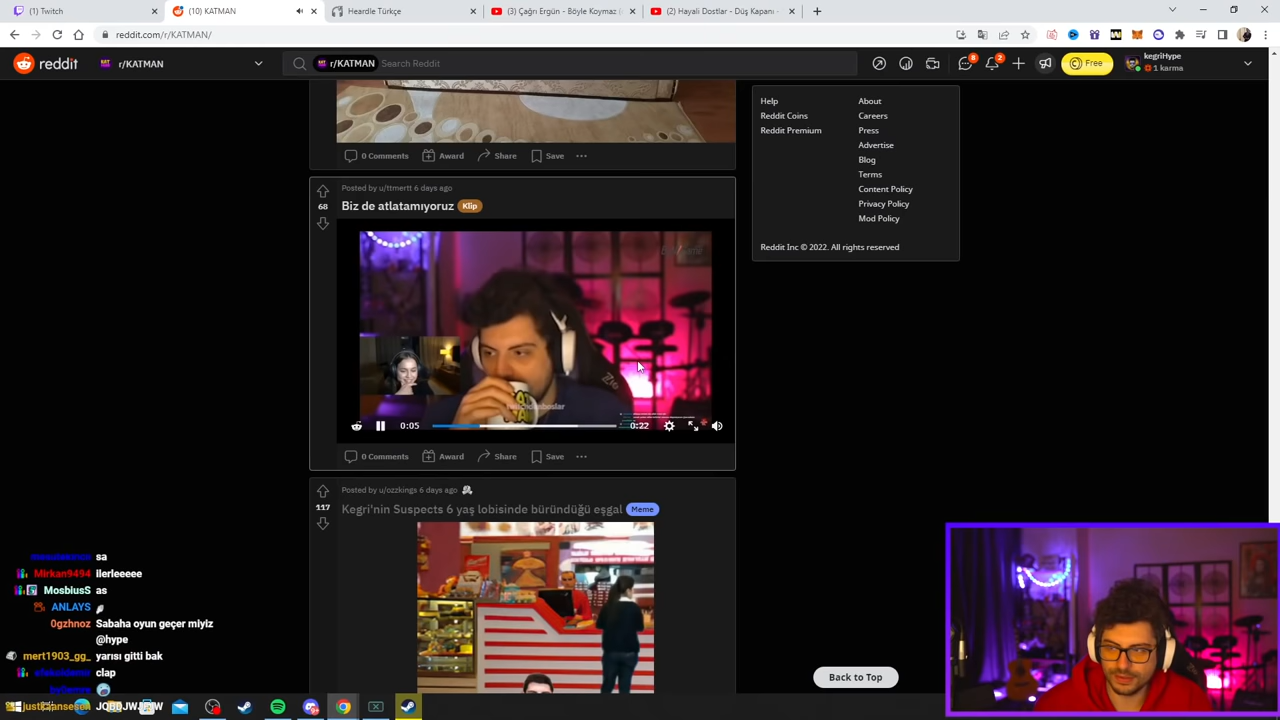 (1) Twitch
(10) KATMAN
Heardle Türkçe
(3) Çağrı Ergün - Böyle Koymaz (
(2) Hayali Dostlar - Düş Kapanı -
reddit.com/r/KATMAN/
reddit
r/KATMAN
r/KATMAN
Search Reddit
8
2
Free
kegriHype
1 karma
Help
About
Reddit Coins
Careers
Reddit Premium
Press
Advertise
Blog
Terms
Content Policy
Privacy Policy
Mod Policy
Reddit Inc © 2022. All rights reserved
0 Comments
Award
Share
Save
Posted by u/ttmertt 6 days ago
68
Biz de atlatamıyoruz
Klip
0:05
0:22
0 Comments
Award
Share
Save
Posted by u/ozzkings 6 days ago
117
Kegri'nin Suspects 6 yaş lobisinde büründüğü eşgal
Meme
sa
Mirkan9494 ilerleeeee
MosbiusS as
ANLAYS
0gzhnoz Sabaha oyun geçer miyiz
@hype
mert1903_gg_ yarısı gitti bak
clap
Back to Top